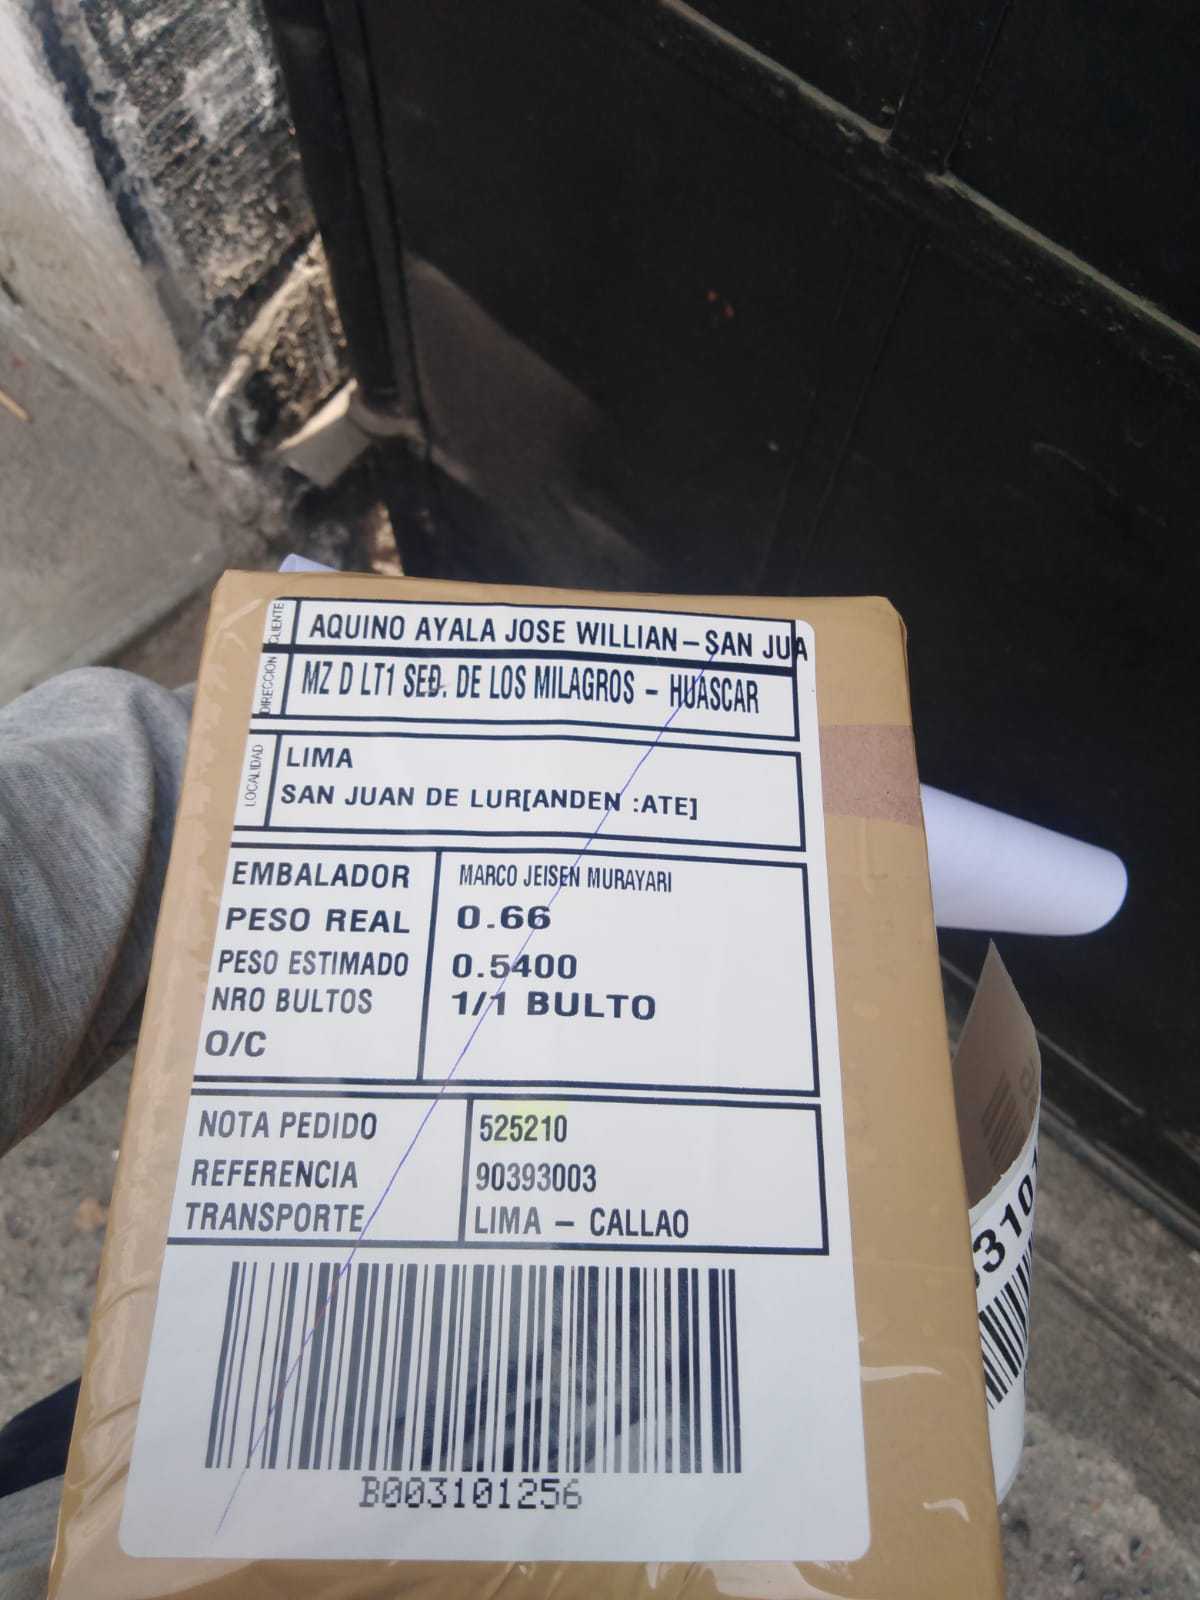 CLIENTE
AQUINO AYALA JOSE WILLIAN – SAN JUA
DIRECCIÓN
MZ D LT1 SEÐ. DE LOS MILAGROS – HUASCAR
LOCALIDAD
LIMA
SAN JUAN DE LUR[ANDEN :ATE]
EMBALADOR MARCO JEISEN MURAYARI
PESO REAL 0.66
PESO ESTIMADO 0.5400
NRO BULTOS 1/1 BULTO
O/C
NOTA PEDIDO 525210
REFERENCIA 90393003
TRANSPORTE LIMA – CALLAO
B003101256